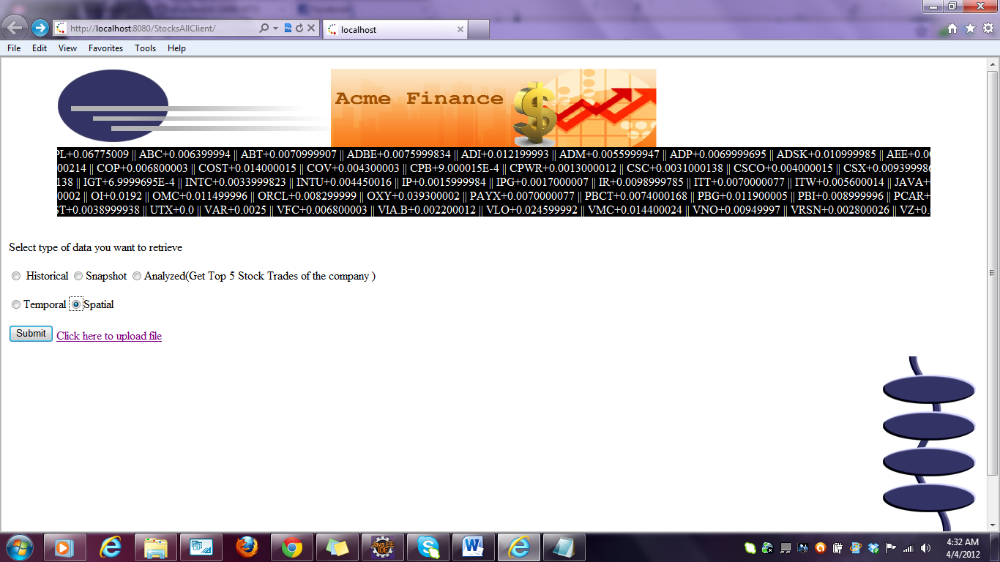 http://localhost:8080/StocksAllClient/
localhost
File Edit View Favorites Tools Help
Acme Finance
PL+0.06775009 || ABC+0.006399994 || ABT+0.0070999907 || ADBE+0.0075999834 || ADI+0.012199993 || ADM+0.0055999947 || ADP+0.0069999695 || ADSK+0.010999985 || AEE+0.00
00214 || COP+0.006800003 || COST+0.014000015 || COV+0.004300003 || CPB+9.000015E-4 || CPWR+0.0013000012 || CSC+0.0031000138 || CSCO+0.004000015 || CSX+0.009399986
138 || IGT+6.9999695E-4 || INTC+0.0033999823 || INTU+0.004450016 || IP+0.0015999984 || IPG+0.0017000007 || IR+0.0098999785 || ITT+0.0070000077 || ITW+0.005600014 || JAVA+
0002 || OI+0.0192 || OMC+0.011499996 || ORCL+0.008299999 || OXY+0.039300002 || PAYX+0.0070000077 || PBCT+0.0074000168 || PBG+0.011900005 || PBI+0.008999996 || PCAR+
ST+0.0038999938 || UTX+0.0 || VAR+0.0025 || VFC+0.006800003 || VIA.B+0.002200012 || VLO+0.024599992 || VMC+0.014400024 || VNO+0.00949997 || VRSN+0.002800026 || VZ+0.
Select type of data you want to retrieve
Historical Snapshot Analyzed(Get Top 5 Stock Trades of the company )
Temporal Spatial
Submit Click here to upload file
Java EE
IDE
4:32 AM
4/4/2012